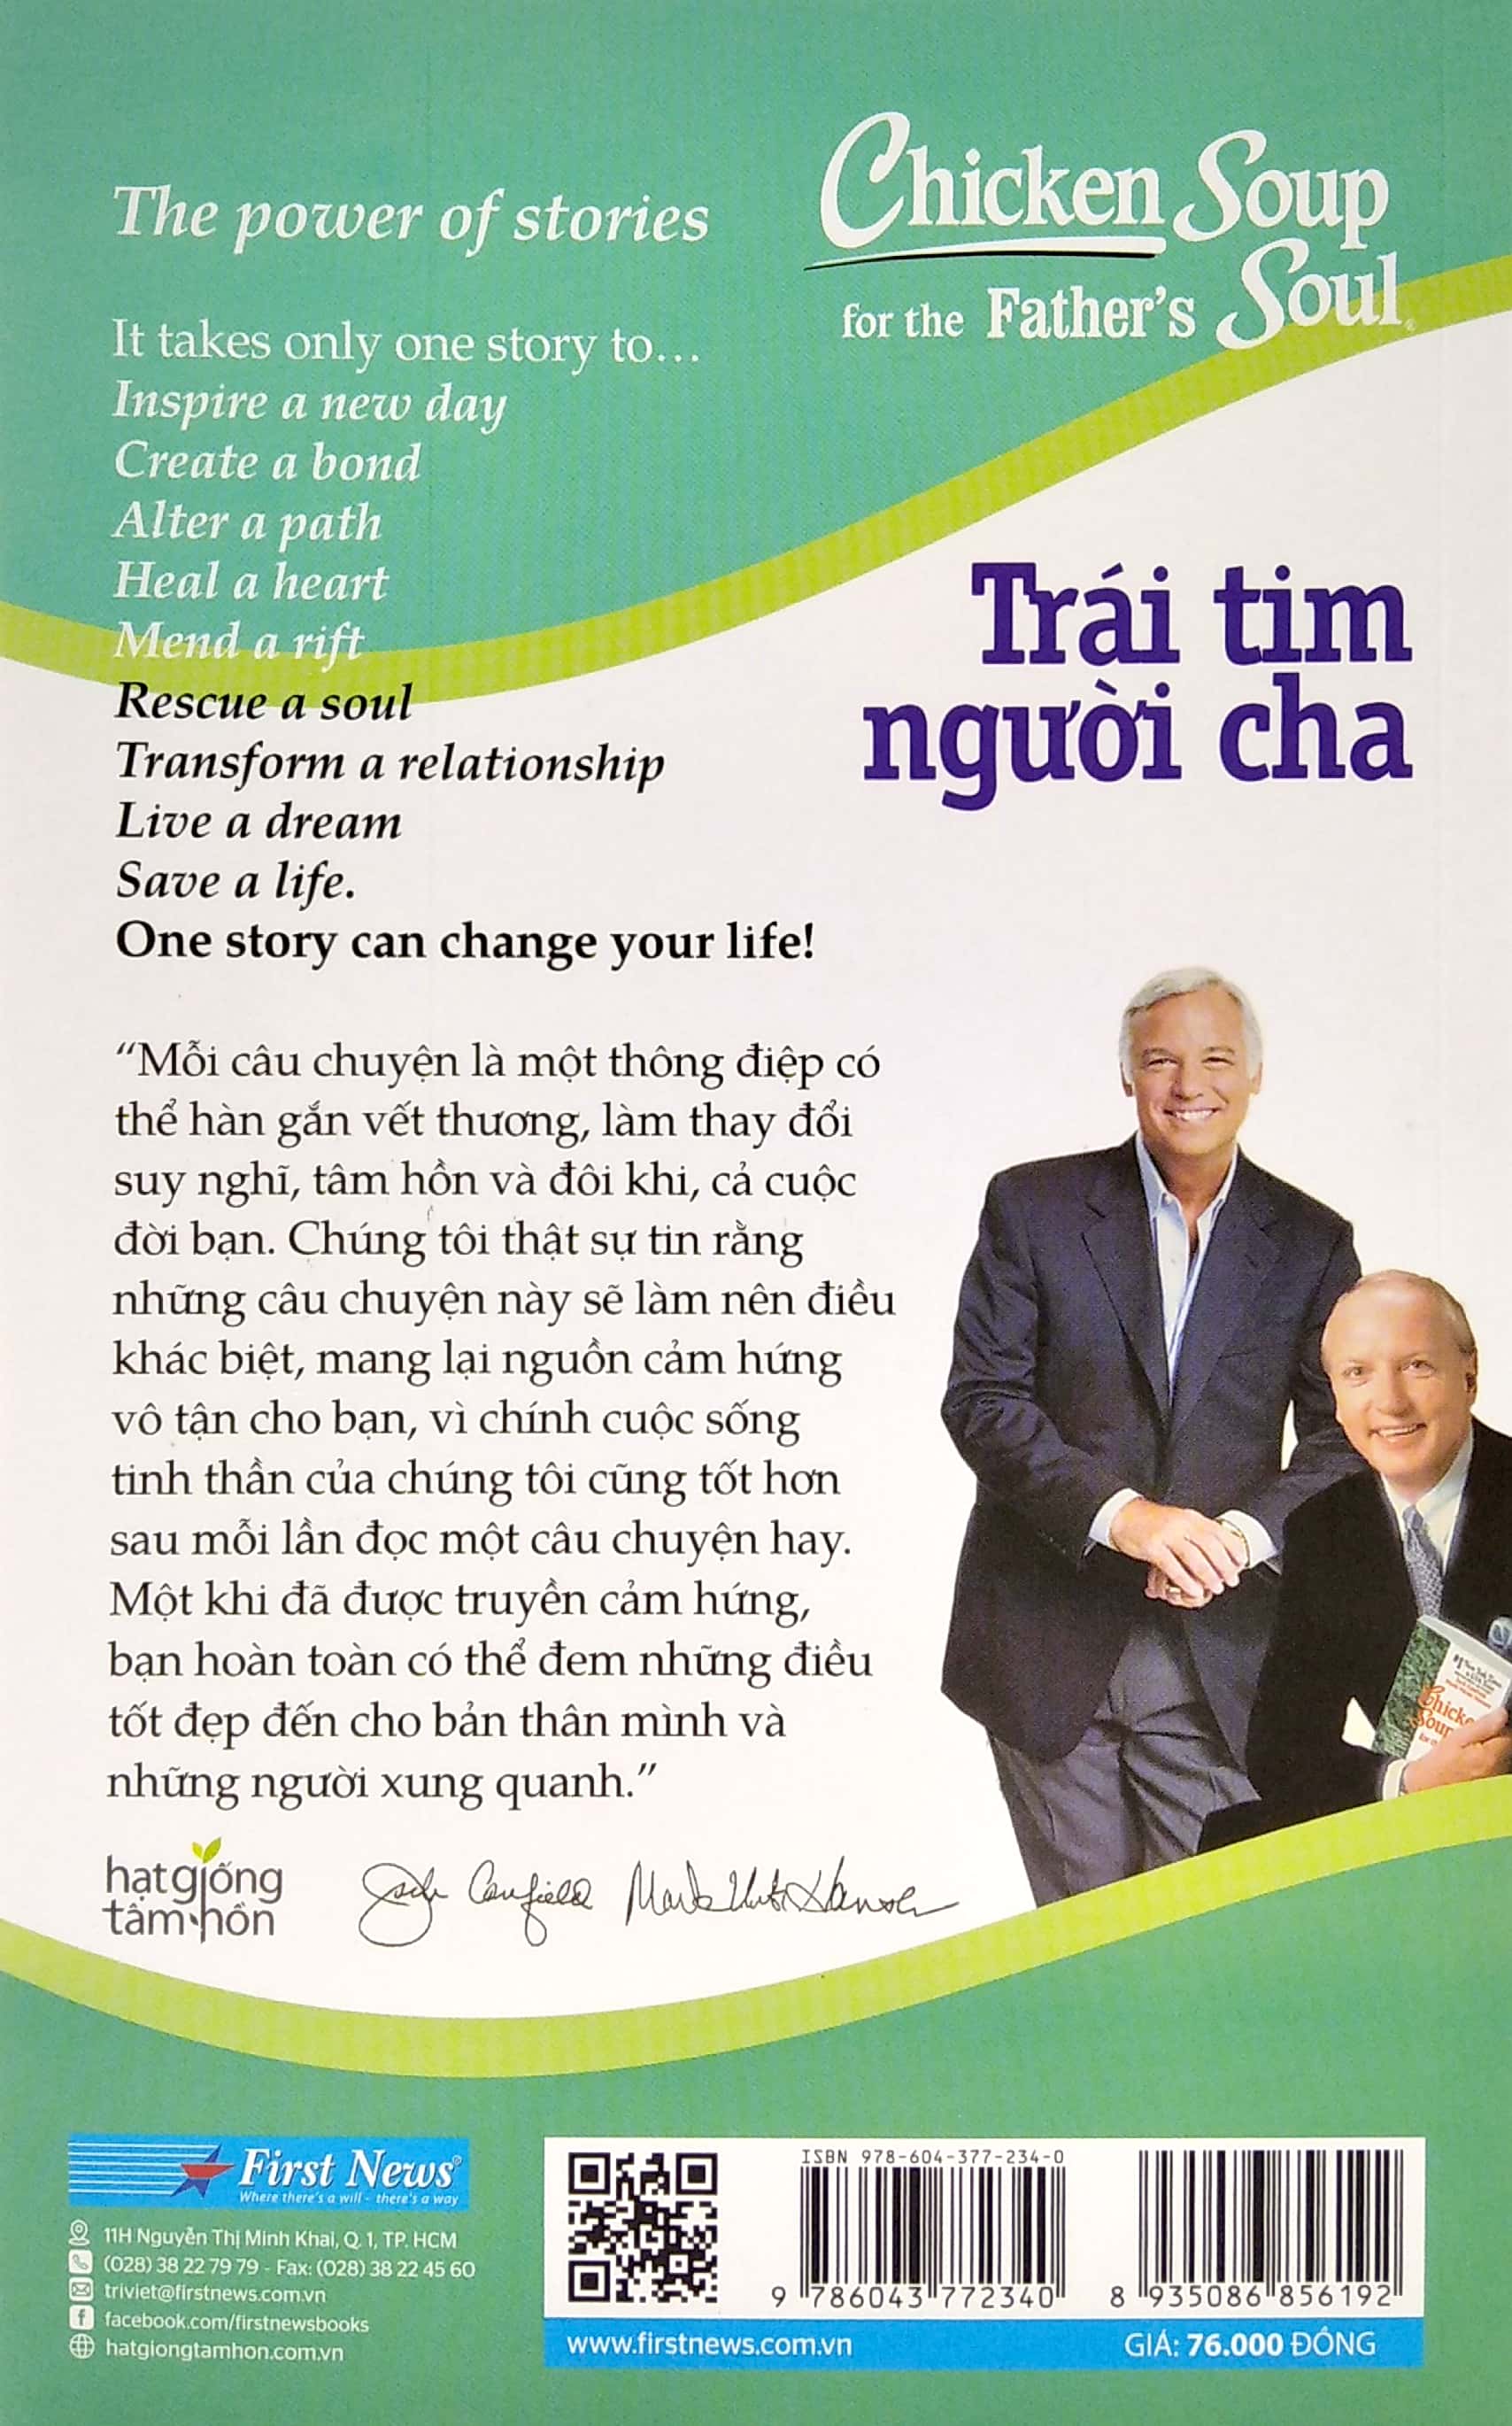 The power of stories
Chicken Soup
for the Father's Soul
It takes only one story to...
Inspire a new day
Create a bond
Alter a path
Heal a heart
Mend a rift
Rescue a soul
Transform a relationship
Live a dream
Save a life.
One story can change your life!
Trái tim
người cha
“Mỗi câu chuyện là một thông điệp có
thể hàn gắn vết thương, làm thay đổi
suy nghĩ, tâm hồn và đôi khi, cả cuộc
đời bạn. Chúng tôi thật sự tin rằng
những câu chuyện này sẽ làm nên điều
khác biệt, mang lại nguồn cảm hứng
vô tận cho bạn, vì chính cuộc sống
tinh thần của chúng tôi cũng tốt hơn
sau mỗi lần đọc một câu chuyện hay.
Một khi đã được truyền cảm hứng,
bạn hoàn toàn có thể đem những điều
tốt đẹp đến cho bản thân mình và
những người xung quanh.”
hạt giống
tâm hồn
Jack Canfield Mark Victor Hansen
First News®
Where there's a will - there's a way
11H Nguyễn Thị Minh Khai, Q. 1, TP. HCM
(028) 38 22 79 79 - Fax: (028) 38 22 45 60
triviet@firstnews.com.vn
facebook.com/firstnewsbooks
hatgiongtamhon.com.vn
ISBN 978-604-377-234-0
9 786043 772340
8 935086 856192
www.firstnews.com.vn
GIÁ: 76.000 ĐỒNG